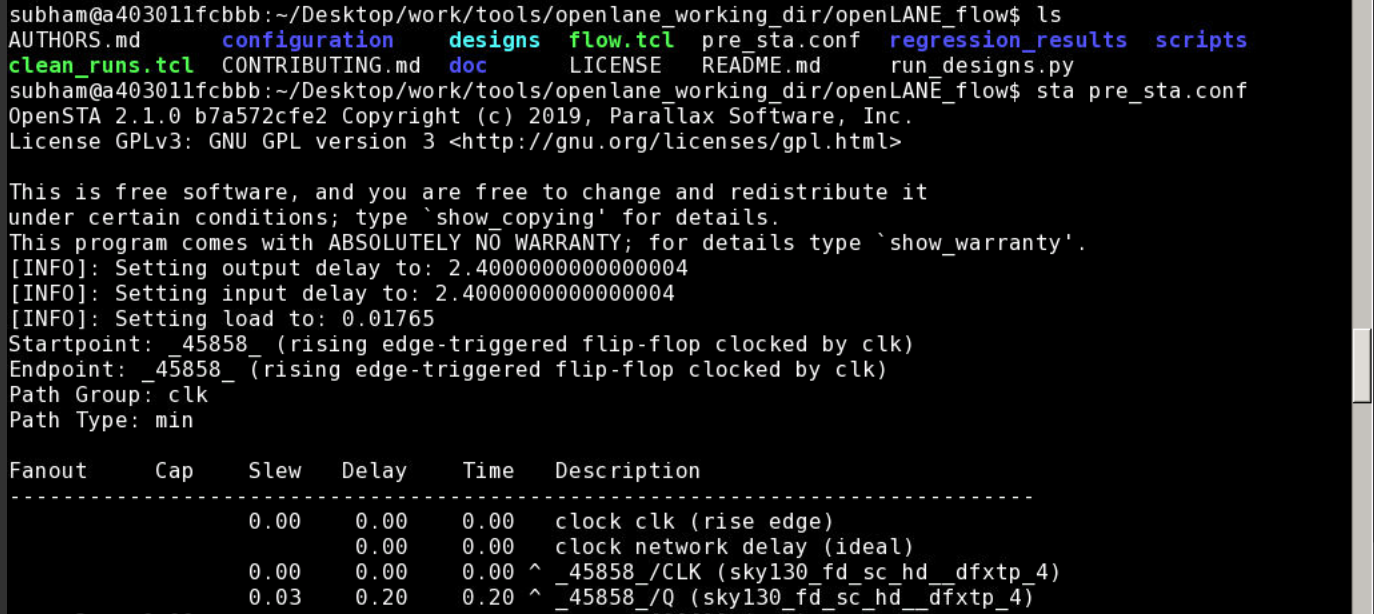 subham@a403011fcbbb:~/Desktop/work/tools/openlane_working_dir/openLANE_flow$ ls
AUTHORS.md      configuration    designs  flow.tcl  pre_sta.conf  regression_results  scripts
clean_runs.tcl  CONTRIBUTING.md  doc      LICENSE   README.md     run_designs.py
subham@a403011fcbbb:~/Desktop/work/tools/openlane_working_dir/openLANE_flow$ sta pre_sta.conf
OpenSTA 2.1.0 b7a572cfe2 Copyright (c) 2019, Parallax Software, Inc.
License GPLv3: GNU GPL version 3 <http://gnu.org/licenses/gpl.html>

This is free software, and you are free to change and redistribute it
under certain conditions; type `show_copying' for details.
This program comes with ABSOLUTELY NO WARRANTY; for details type `show_warranty'.
[INFO]: Setting output delay to: 2.4000000000000004
[INFO]: Setting input delay to: 2.4000000000000004
[INFO]: Setting load to: 0.01765
Startpoint: _45858_ (rising edge-triggered flip-flop clocked by clk)
Endpoint: _45858_ (rising edge-triggered flip-flop clocked by clk)
Path Group: clk
Path Type: min

Fanout     Cap    Slew   Delay    Time   Description
-----------------------------------------------------------------------------
                  0.00    0.00    0.00   clock clk (rise edge)
                          0.00    0.00   clock network delay (ideal)
                  0.00    0.00    0.00 ^ _45858_/CLK (sky130_fd_sc_hd__dfxtp_4)
                  0.03    0.20    0.20 ^ _45858_/Q (sky130_fd_sc_hd__dfxtp_4)